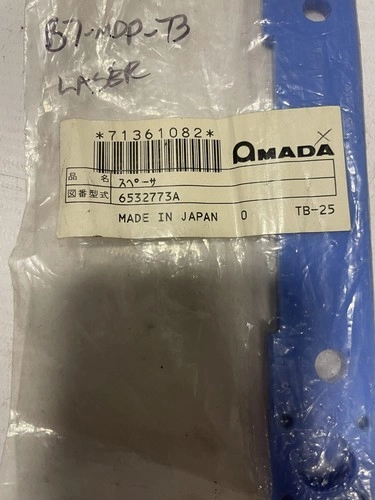 B7-MDP-T3
LASER
*71361082*
AMADA
品名 スペーサ
図番型式 6532773A
MADE IN JAPAN 0 TB-25